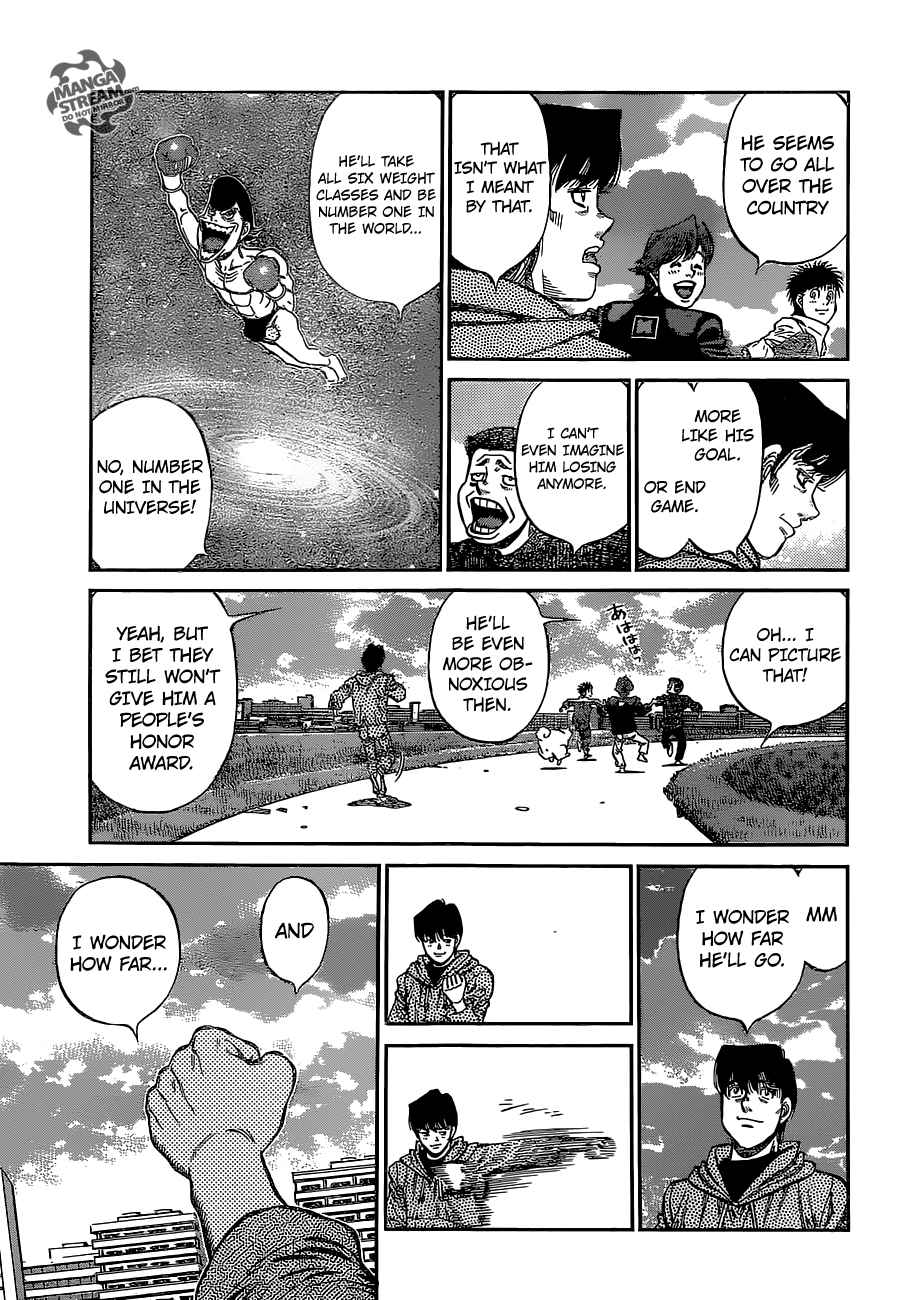 MANGA
STREAM.COM
DO NOT MIRROR
HE SEEMS
TO GO ALL
OVER THE
COUNTRY
THAT
ISN'T WHAT
I MEANT
BY THAT.
MORE
LIKE HIS
GOAL.
OR END
GAME.
I CAN'T
EVEN IMAGINE
HIM LOSING
ANYMORE.
HE'LL TAKE
ALL SIX WEIGHT
CLASSES AND BE
NUMBER ONE IN
THE WORLD...
NO, NUMBER
ONE IN THE
UNIVERSE!
OH... I
CAN PICTURE
THAT!
あははは
HE'LL
BE EVEN
MORE OB-
NOXIOUS
THEN.
YEAH, BUT
I BET THEY
STILL WON'T
GIVE HIM A
PEOPLE'S
HONOR
AWARD.
MM
I WONDER
HOW FAR
HE'LL GO.
AND
I WONDER
HOW FAR...